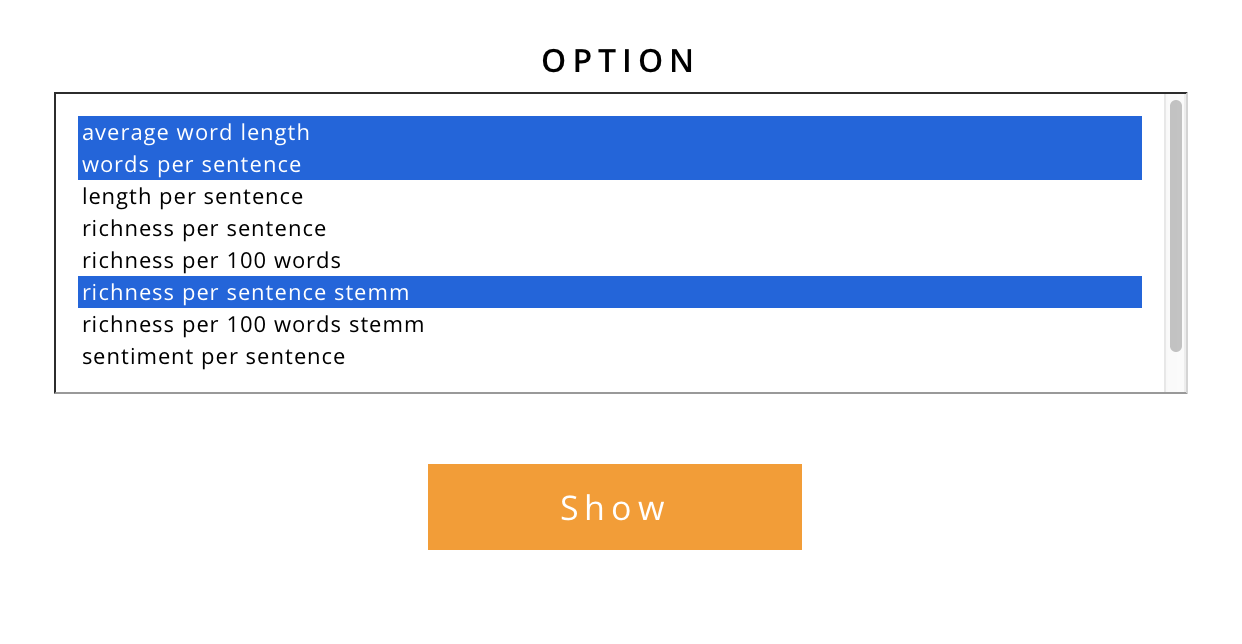 OPTION
average word length
words per sentence
length per sentence
richness per sentence
richness per 100 words
richness per sentence stemm
richness per 100 words stemm
sentiment per sentence
Show